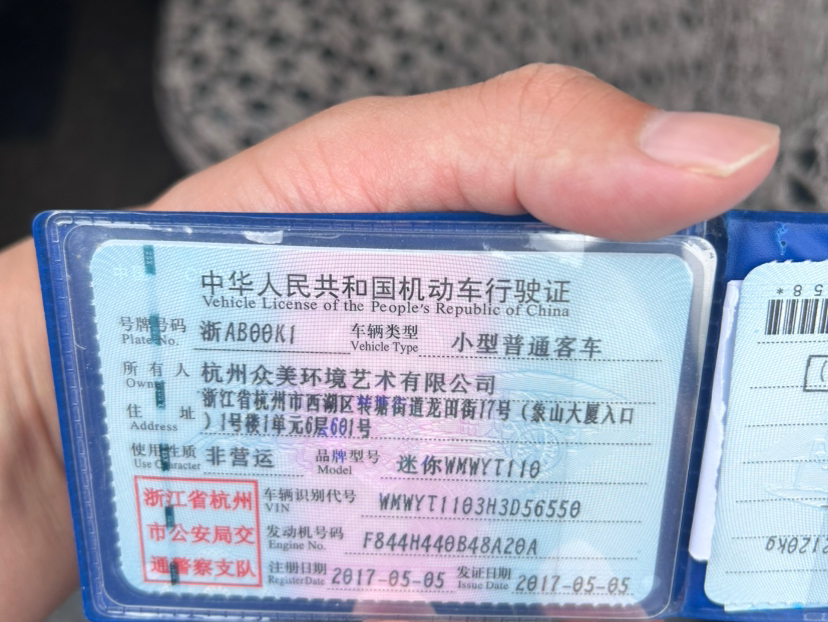 中华人民共和国机动车行驶证
Vehicle License of the People's Republic of China
号牌号码 浙AB00K1 车辆类型 小型普通客车
Plate No. Vehicle Type
所有人 杭州众美环境艺术有限公司
Owner
住址 浙江省杭州市西湖区转塘街道龙田街17号（象山大厦入口
Address ）1号楼1单元6层601号
使用性质 非营运 品牌型号 迷你WMWYT110
Use Character Model
浙江省杭州
市公安局交
通警察支队
车辆识别代号 WMWYT1103H3D56550
VIN
发动机号码 F844H440B48A20A
Engine No.
注册日期 2017-05-05 发证日期 2017-05-05
Register Date Issue Date
2120kg